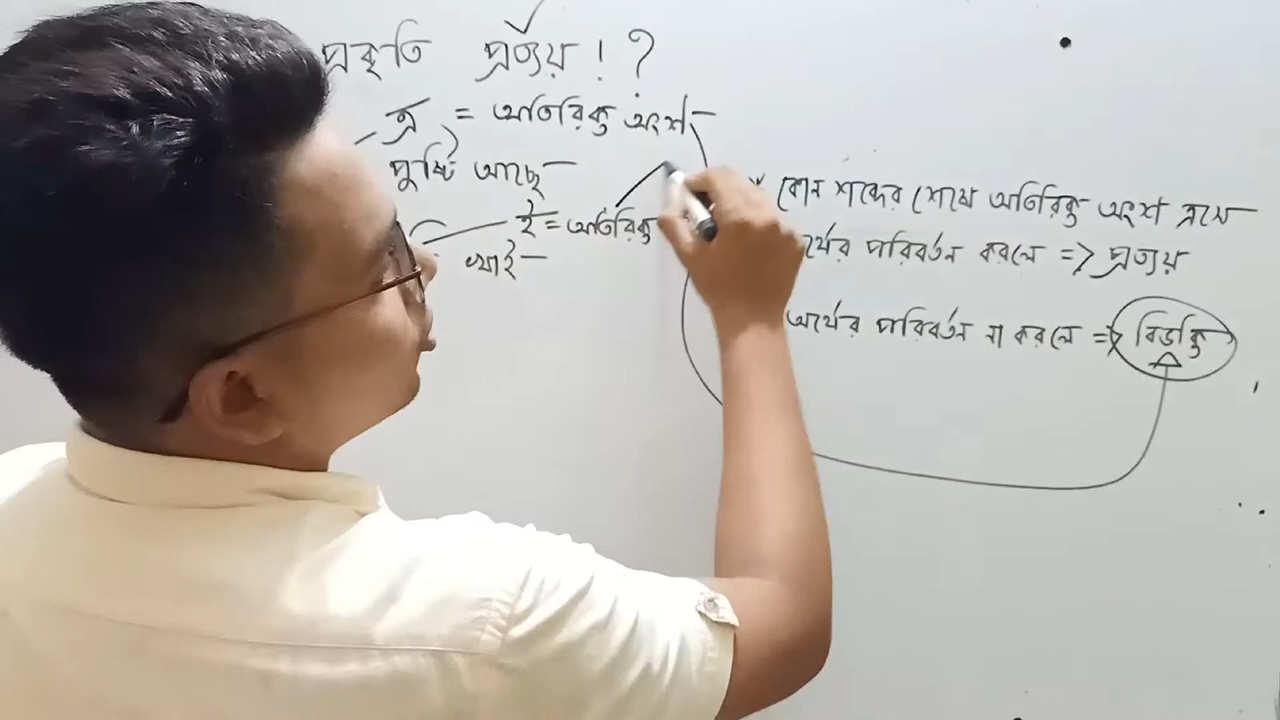 প্রকৃতি প্রত্যয় ! ?
এ = অতিরিক্ত অংশ
পুষ্টি আছে
ই = অতিরিক্ত
খাই
* কোন শব্দের শেষে অতিরিক্ত অংশ এসে
অর্থের পরিবর্তন করলে => প্রত্যয়
অর্থের পরিবর্তন না করলে => বিভক্তি